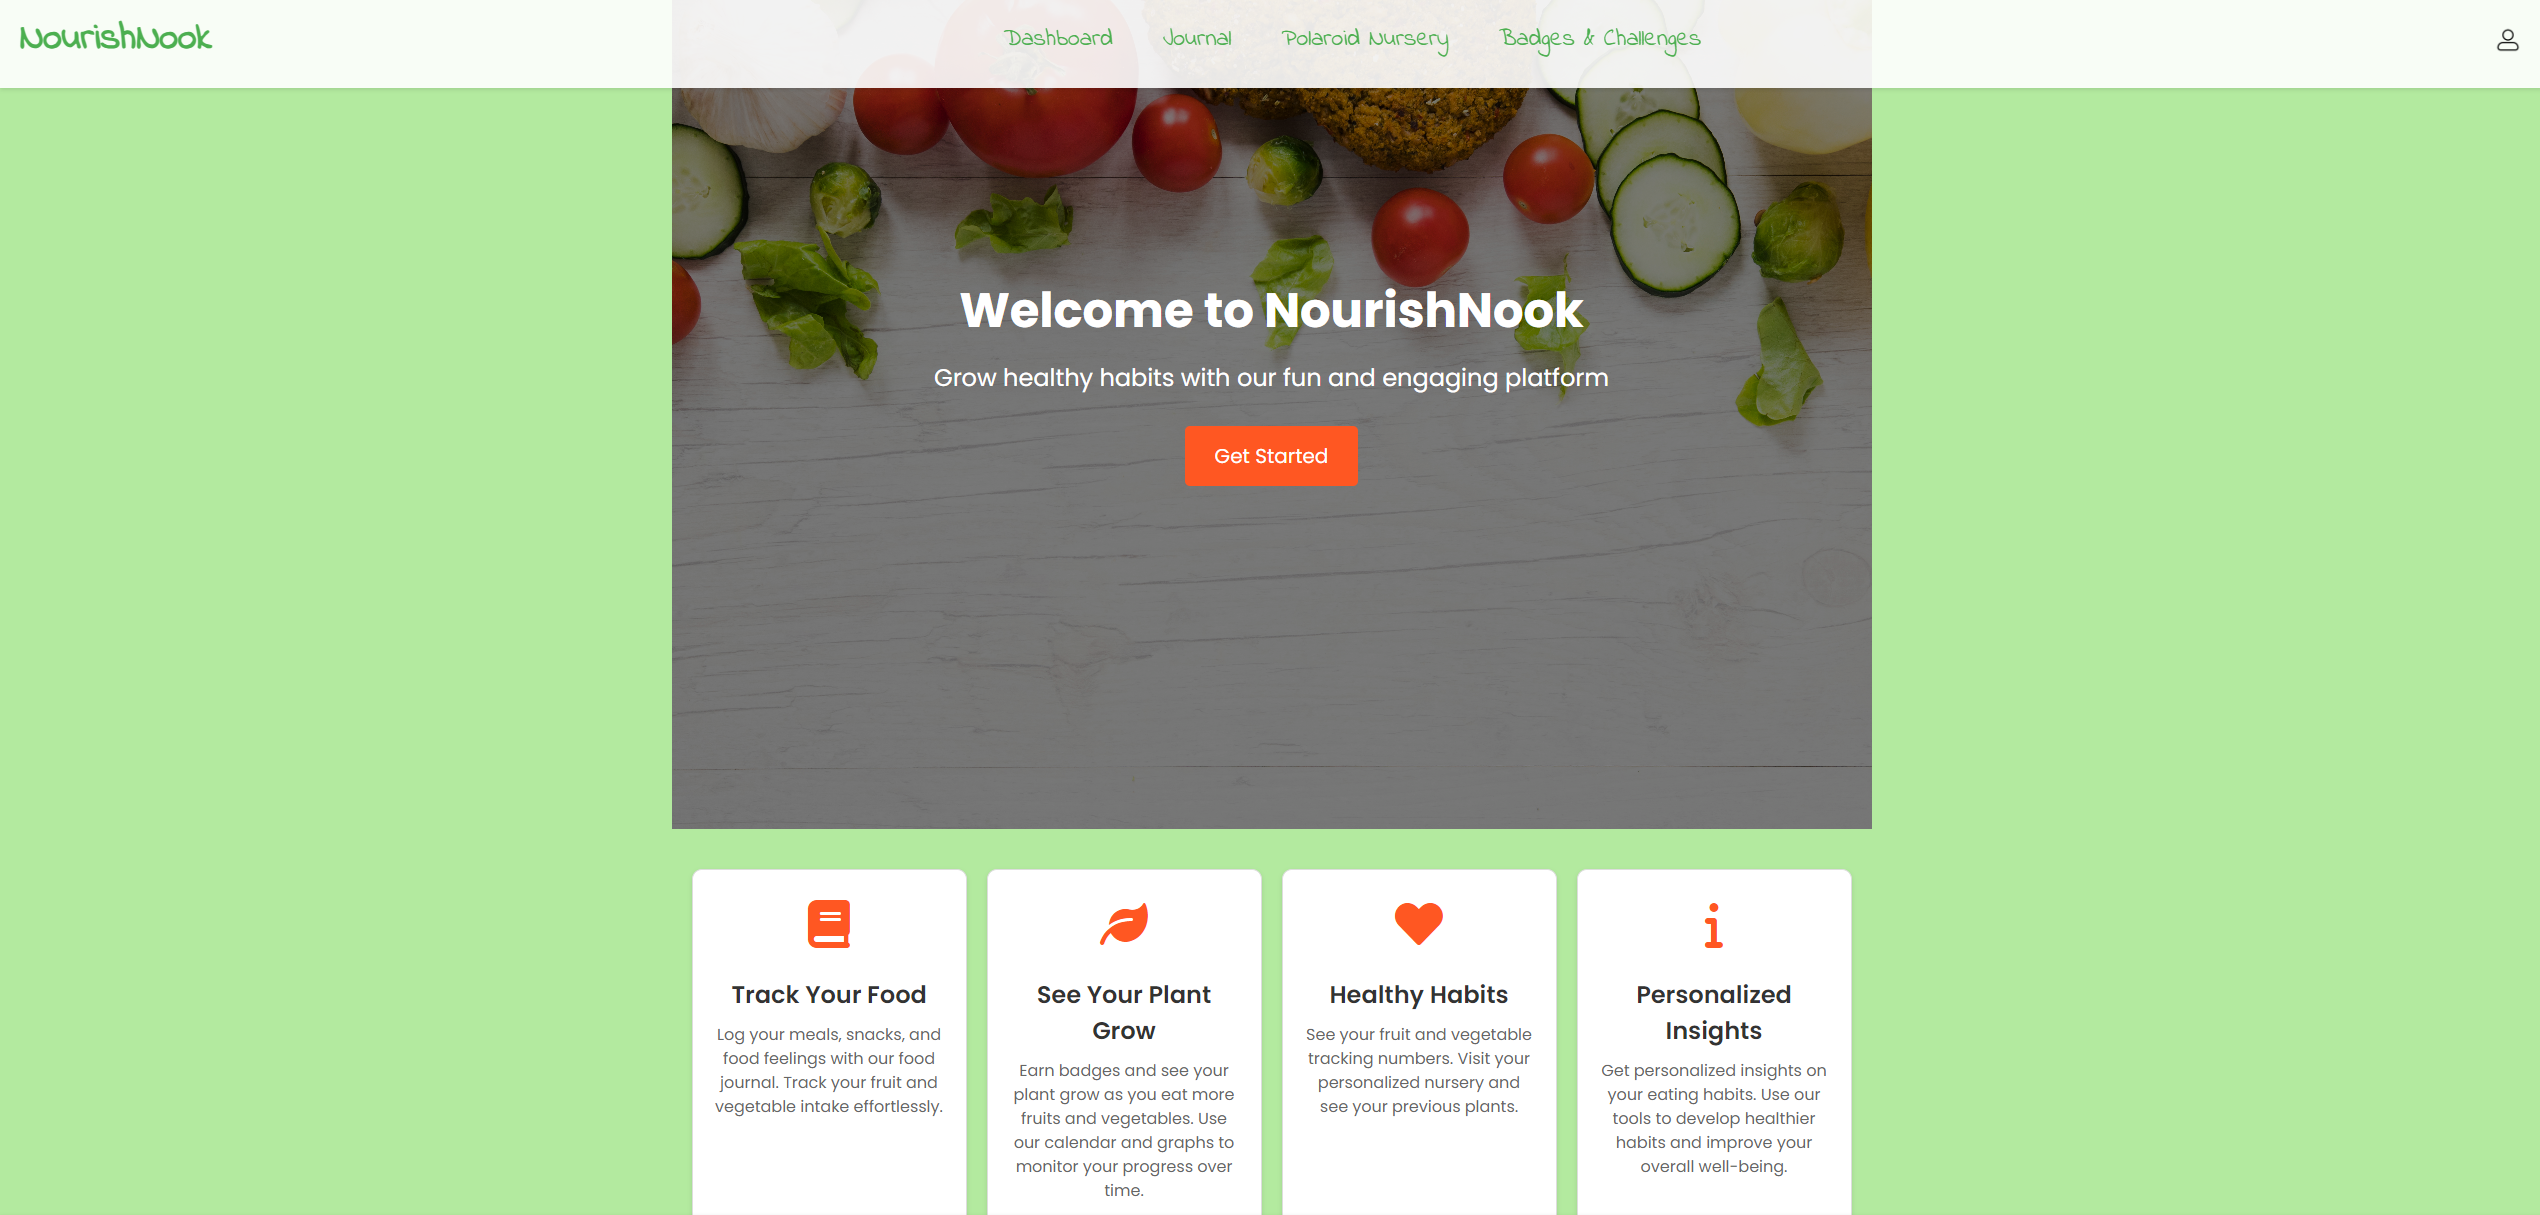 NourishNook
Dashboard Journal Polaroid Nursery Badges & Challenges
Welcome to NourishNook
Grow healthy habits with our fun and engaging platform
Get Started
Track Your Food
Log your meals, snacks, and
food feelings with our food
journal. Track your fruit and
vegetable intake effortlessly.
See Your Plant
Grow
Earn badges and see your
plant grow as you eat more
fruits and vegetables. Use
our calendar and graphs to
monitor your progress over
time.
Healthy Habits
See your fruit and vegetable
tracking numbers. Visit your
personalized nursery and
see your previous plants.
Personalized
Insights
Get personalized insights on
your eating habits. Use our
tools to develop healthier
habits and improve your
overall well-being.